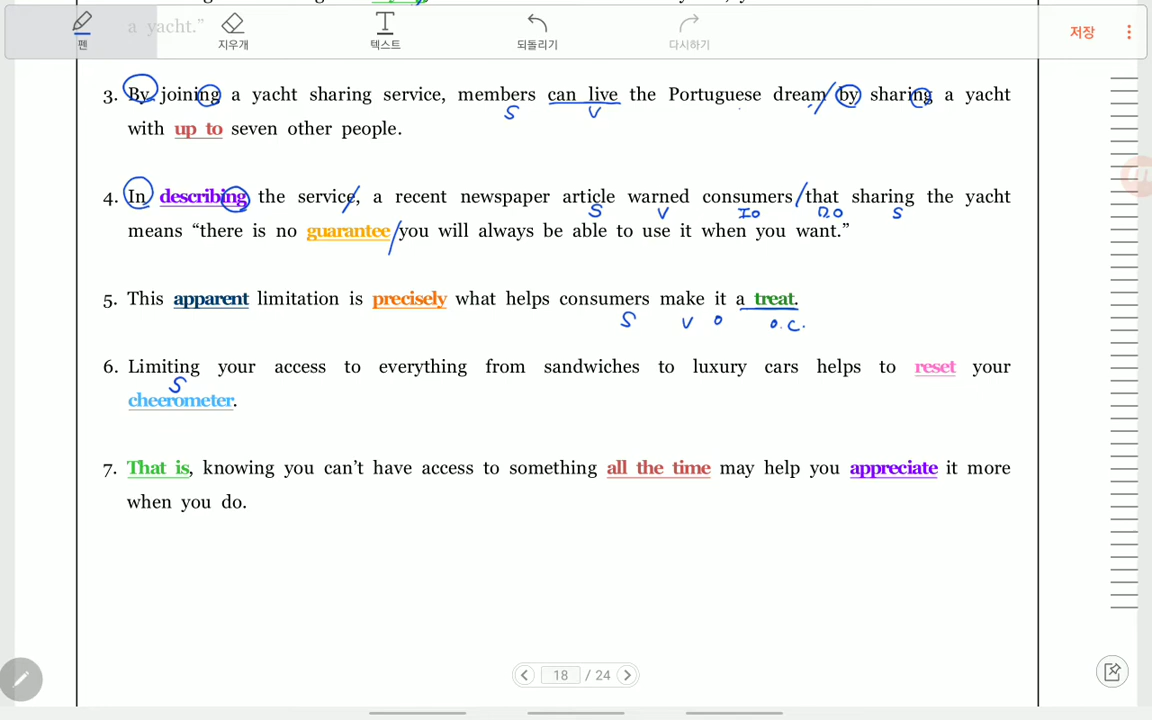 a yacht.”
펜
지우개
텍스트
되돌리기
다시하기
저장
3. By joining a yacht sharing service, members can live the Portuguese dream/ by sharing a yacht
S V
with up to seven other people.
4. In describing the service/, a recent newspaper article warned consumers/ that sharing the yacht
S V IO DO S
means “there is no guarantee/ you will always be able to use it when you want.”
5. This apparent limitation is precisely what helps consumers make it a treat.
S V O O.C.
6. Limiting your access to everything from sandwiches to luxury cars helps to reset your
S
cheerometer.
7. That is, knowing you can’t have access to something all the time may help you appreciate it more
when you do.
18 / 24